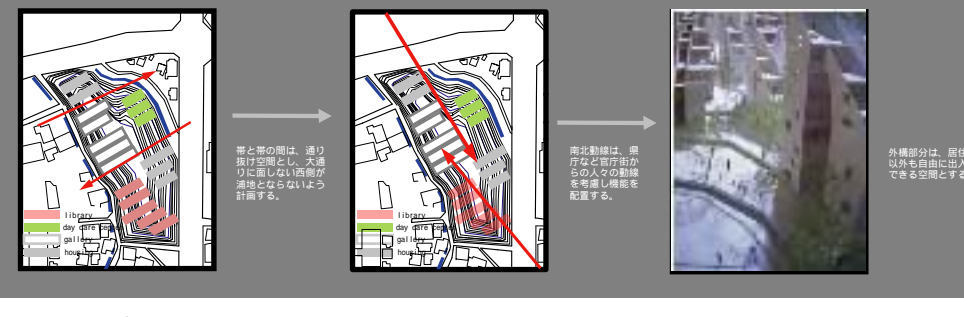 library
day care center
gallery
housing
帯と帯の間は、通り
抜け空間とし、大通
りに面しない西側が
浦地とならないよう
計画する。
library
day care center
gallery
housing
南北動線は、県
庁など官庁街か
らの人々の動線
を考慮し機能を
配置する。
外構部分は、居住
以外も自由に出入
できる空間とする